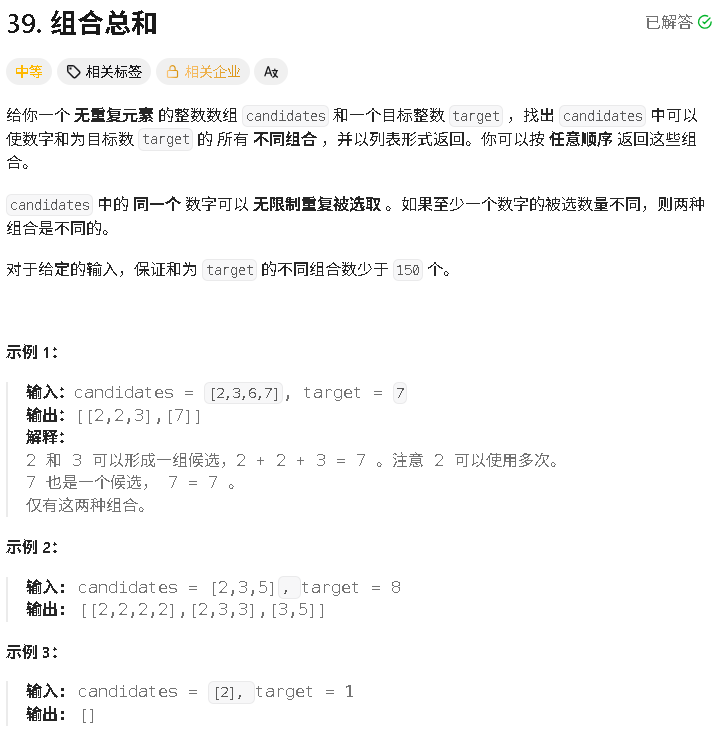 39. 组合总和
已解答
中等 相关标签 相关企业 Aあ
给你一个 无重复元素 的整数数组 candidates 和一个目标整数 target ，找出 candidates 中可以
使数字和为目标数 target 的 所有 不同组合 ，并以列表形式返回。你可以按 任意顺序 返回这些组
合。
candidates 中的 同一个 数字可以 无限制重复被选取 。如果至少一个数字的被选数量不同，则两种
组合是不同的。
对于给定的输入，保证和为 target 的不同组合数少于 150 个。
示例 1：
输入：candidates = [2,3,6,7], target = 7
输出：[[2,2,3],[7]]
解释：
2 和 3 可以形成一组候选，2 + 2 + 3 = 7 。注意 2 可以使用多次。
7 也是一个候选， 7 = 7 。
仅有这两种组合。
示例 2：
输入: candidates = [2,3,5], target = 8
输出: [[2,2,2,2],[2,3,3],[3,5]]
示例 3：
输入: candidates = [2], target = 1
输出: []